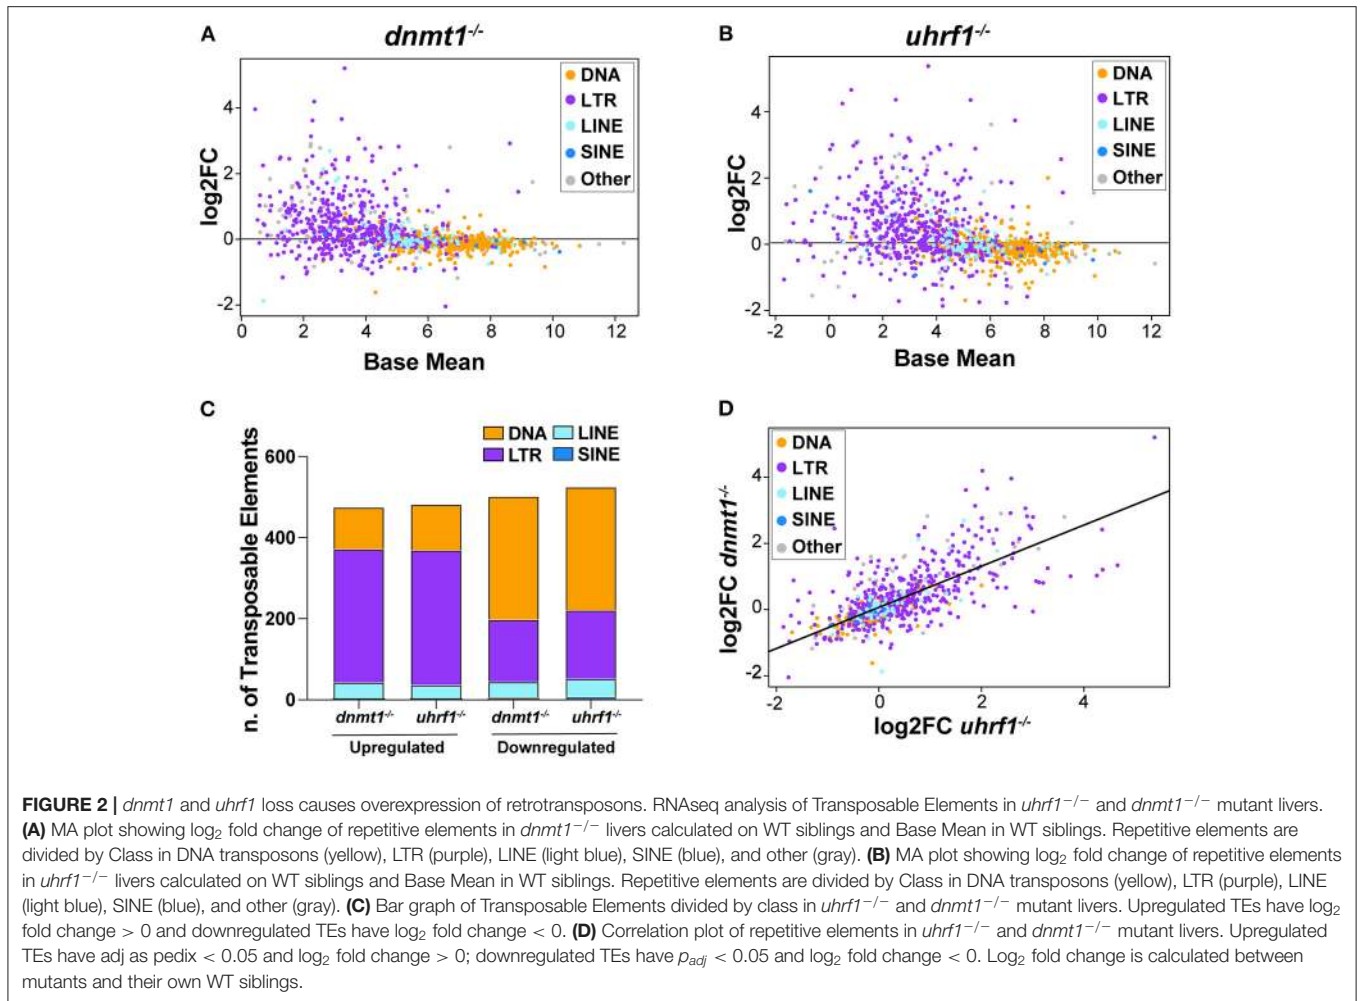 A
dnmt1-/-
log2FC
4
2
0
-2
DNA
LTR
LINE
SINE
Other
0 2 4 6 8 10 12
Base Mean
B
uhrf1-/-
log2FC
4
2
0
-2
DNA
LTR
LINE
SINE
Other
-2 0 2 4 6 8 10 12
Base Mean
C
n. of Transposable Elements
DNA LINE
LTR SINE
600
400
200
0
dnmt1-/- uhrf1-/- dnmt1-/- uhrf1-/-
Upregulated Downregulated
D
log2FC dnmt1-/-
4
2
0
-2
DNA
LTR
LINE
SINE
Other
-2 0 2 4
log2FC uhrf1-/-
FIGURE 2 | dnmt1 and uhrf1 loss causes overexpression of retrotransposons. RNAseq analysis of Transposable Elements in uhrf1−/− and dnmt1−/− mutant livers.
(A) MA plot showing log2 fold change of repetitive elements in dnmt1−/− livers calculated on WT siblings and Base Mean in WT siblings. Repetitive elements are
divided by Class in DNA transposons (yellow), LTR (purple), LINE (light blue), SINE (blue), and other (gray). (B) MA plot showing log2 fold change of repetitive elements
in uhrf1−/− livers calculated on WT siblings and Base Mean in WT siblings. Repetitive elements are divided by Class in DNA transposons (yellow), LTR (purple), LINE
(light blue), SINE (blue), and other (gray). (C) Bar graph of Transposable Elements divided by class in uhrf1−/− and dnmt1−/− mutant livers. Upregulated TEs have log2
fold change > 0 and downregulated TEs have log2 fold change < 0. (D) Correlation plot of repetitive elements in uhrf1−/− and dnmt1−/− mutant livers. Upregulated
TEs have adj as pedix < 0.05 and log2 fold change > 0; downregulated TEs have padj < 0.05 and log2 fold change < 0. Log2 fold change is calculated between
mutants and their own WT siblings.